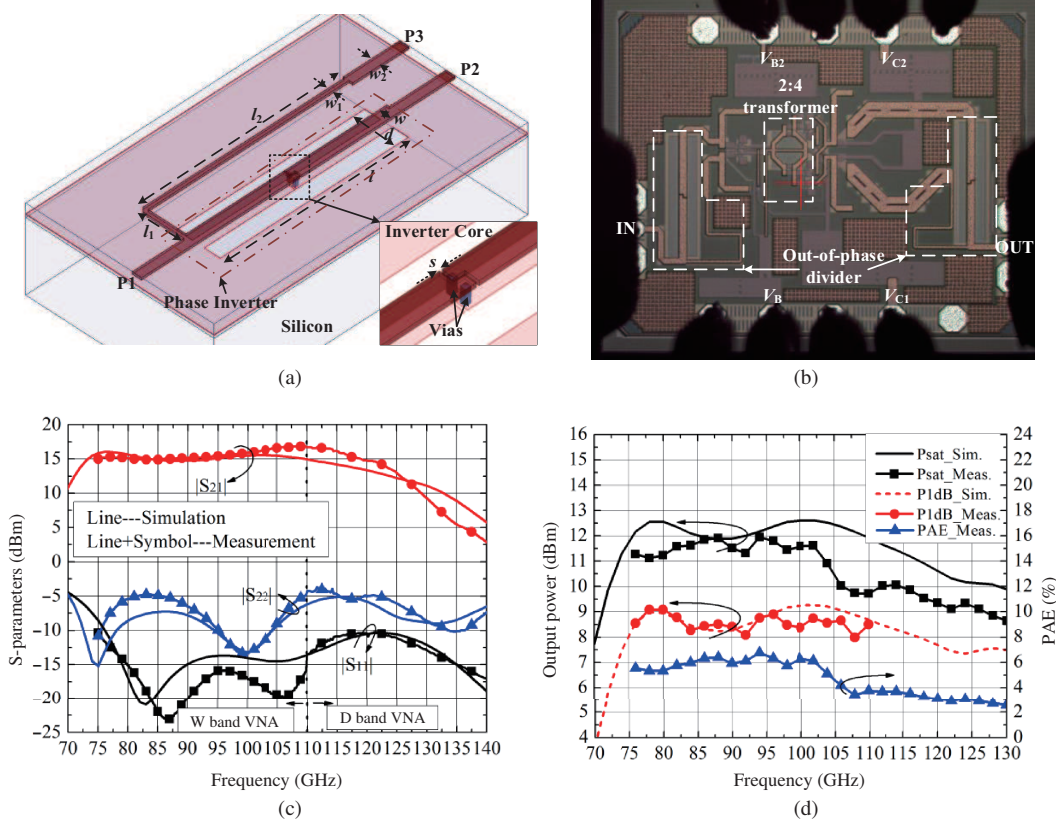 P3
P2
w2
w1
w
d
l2
l
l1
P1
Phase Inverter
Silicon
Inverter Core
s
Vias
(a)
VB2
VC2
2:4
transformer
IN
OUT
Out-of-phase
divider
VB
VC1
(b)
20
15
10
5
0
-5
-10
-15
-20
-25
S-parameters (dBm)
|S21|
Line---Simulation
Line+Symbol---Measurement
|S22|
|S11|
W band VNA
D band VNA
70 75 80 85 90 95 100 105 110 115 120 125 130 135 140
Frequency (GHz)
(c)
16
15
14
13
12
11
10
9
8
7
6
5
4
Output power (dBm)
Psat_Sim.
Psat_Meas.
P1dB_Sim.
P1dB_Meas.
PAE_Meas.
24
22
20
18
16
14
12
10
8
6
4
2
0
PAE (%)
70 75 80 85 90 95 100 105 110 115 120 125 130
Frequency (GHz)
(d)